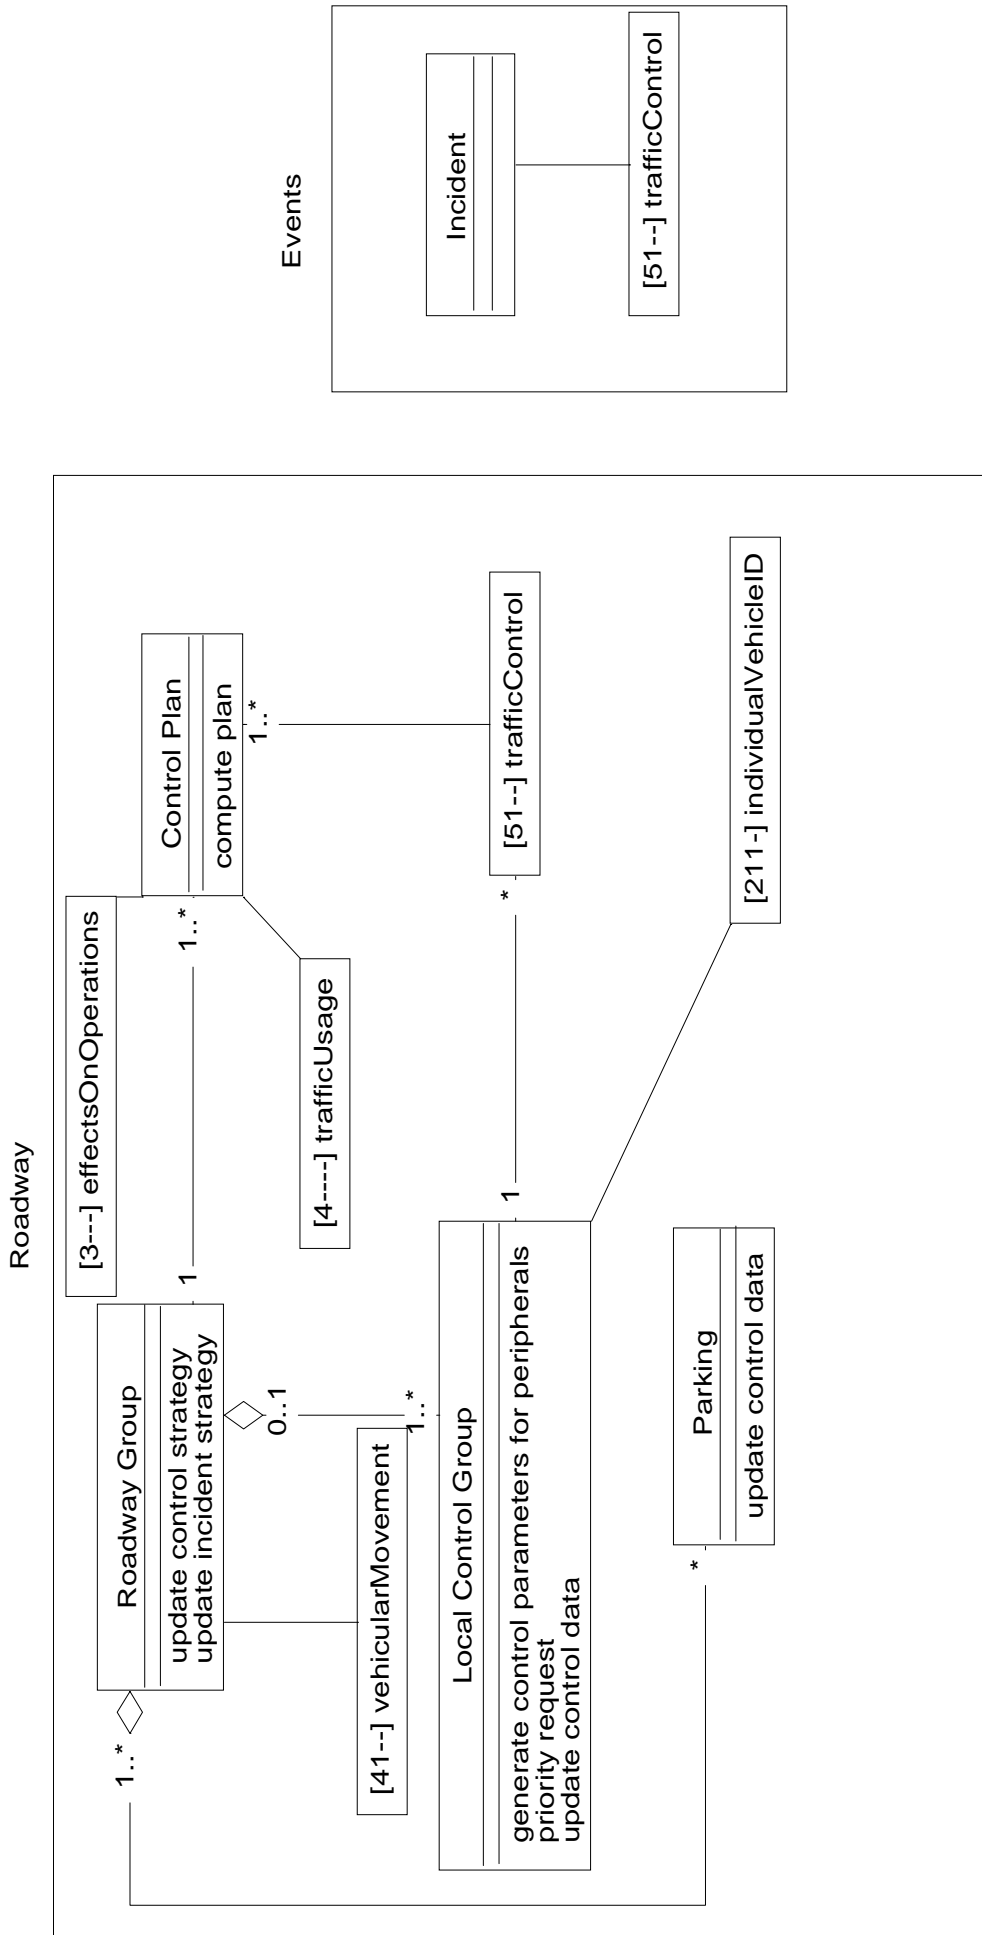 Roadway
Roadway Group
update control strategy
update incident strategy
1..*
1
1..*
0..1
1..*
[3---] effectsOnOperations
Control Plan
compute plan
1..*
[4----] trafficUsage
[41--] vehicularMovement
Local Control Group
generate control parameters for peripherals
priority request
update control data
1
*
[51--] trafficControl
[211-] individualVehicleID
Parking
update control data
*
Events
Incident
[51--] trafficControl